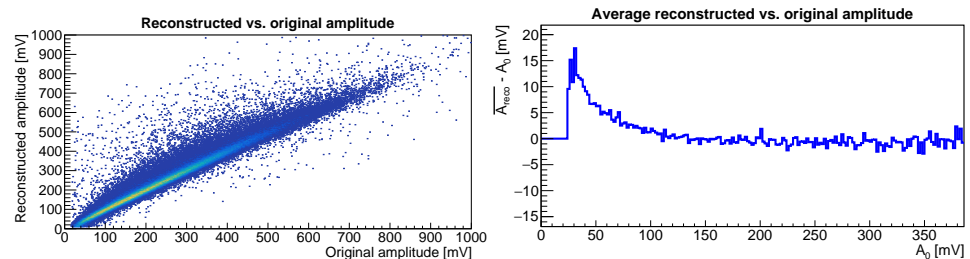 Reconstructed vs. original amplitude
Reconstructed amplitude [mV]
1000
900
800
700
600
500
400
300
200
100
0
0 100 200 300 400 500 600 700 800 900 1000
Original amplitude [mV]
Average reconstructed vs. original amplitude
A_reco - A_0 [mV]
20
15
10
5
0
−5
−10
−15
0 50 100 150 200 250 300 350
A_0 [mV]